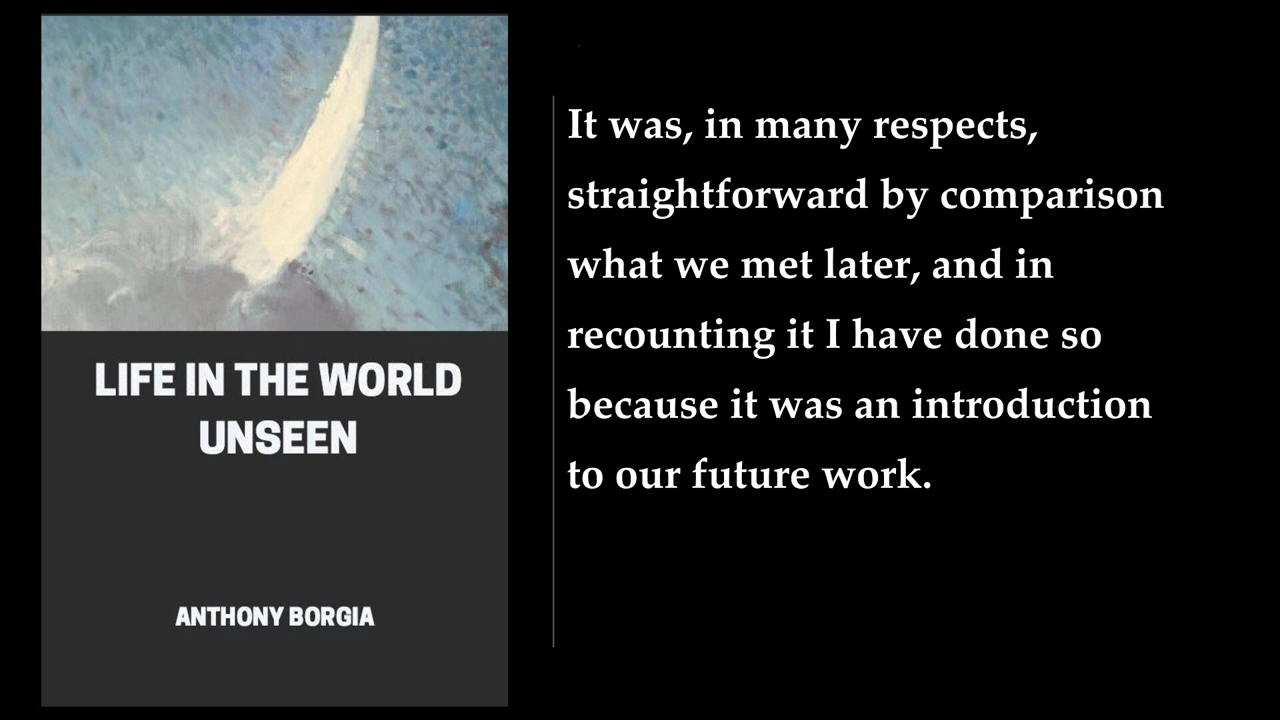 LIFE IN THE WORLD
UNSEEN
ANTHONY BORGIA
It was, in many respects,
straightforward by comparison
what we met later, and in
recounting it I have done so
because it was an introduction
to our future work.